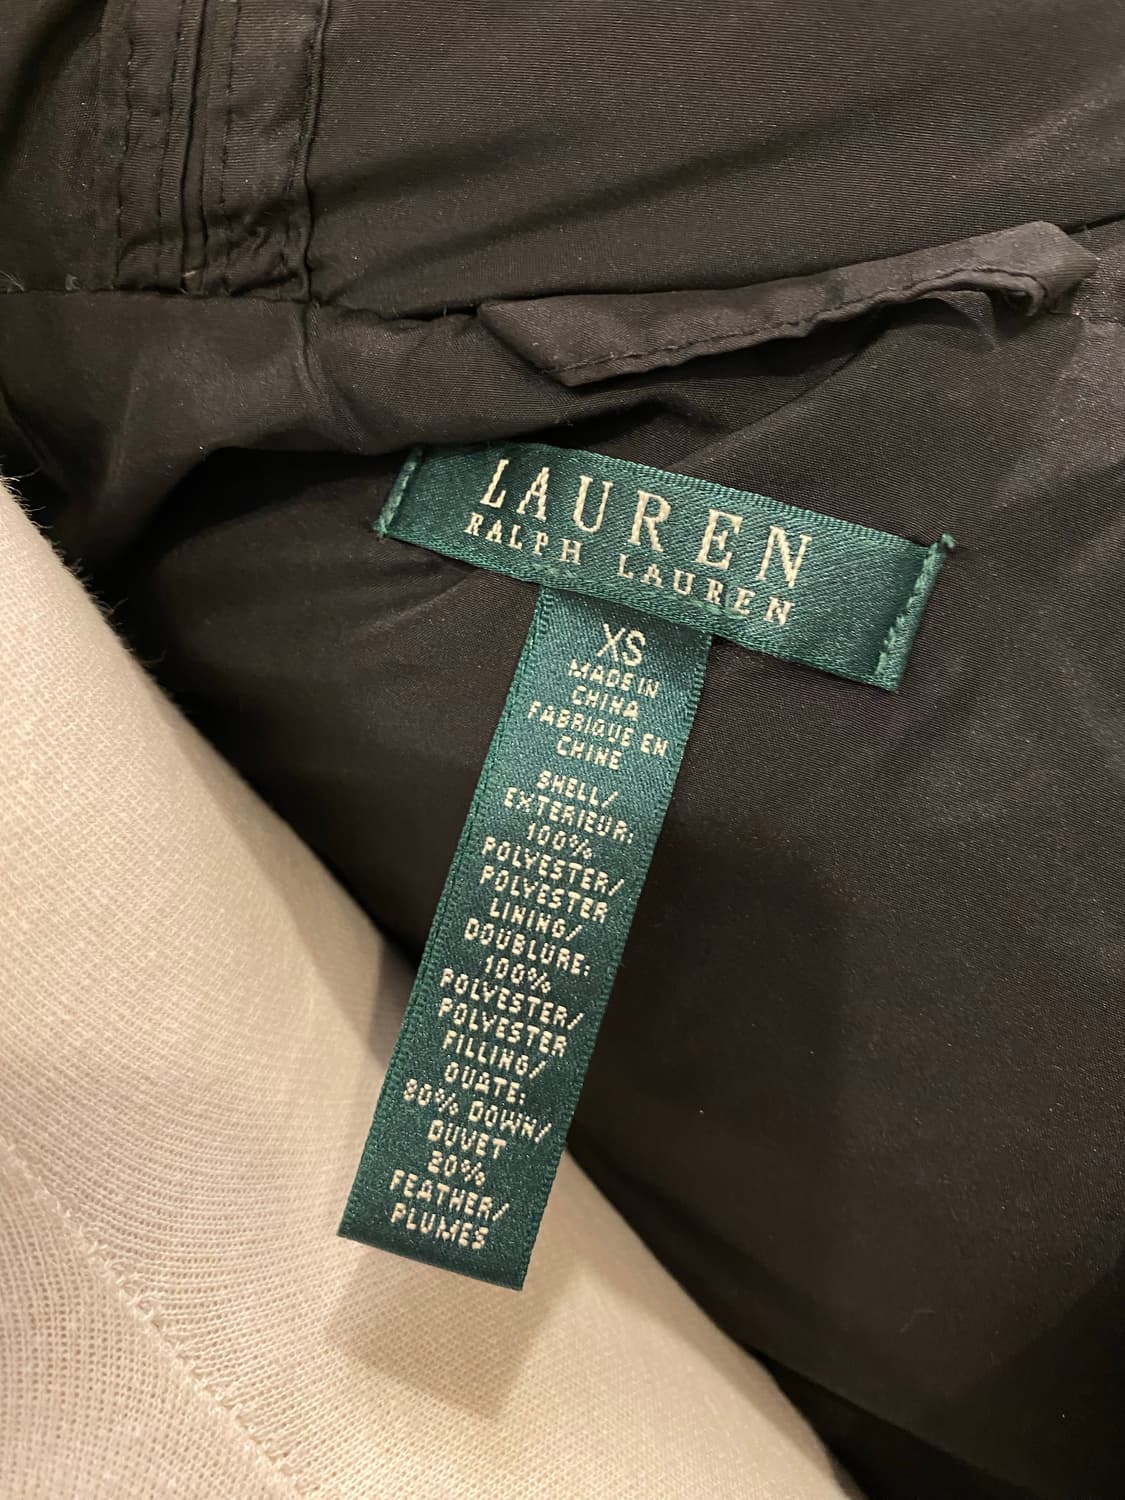 LAUREN
RALPH LAUREN
XS
MADE IN
CHINA
FABRIQUE EN
CHINE
SHELL/
EXTERIEUR:
100%
POLYESTER/
POLYESTER
LINING/
DOUBLURE:
100%
POLYESTER/
POLYESTER
FILLING/
OUATE:
80% DOWN/
DUVET
20%
FEATHER/
PLUMES